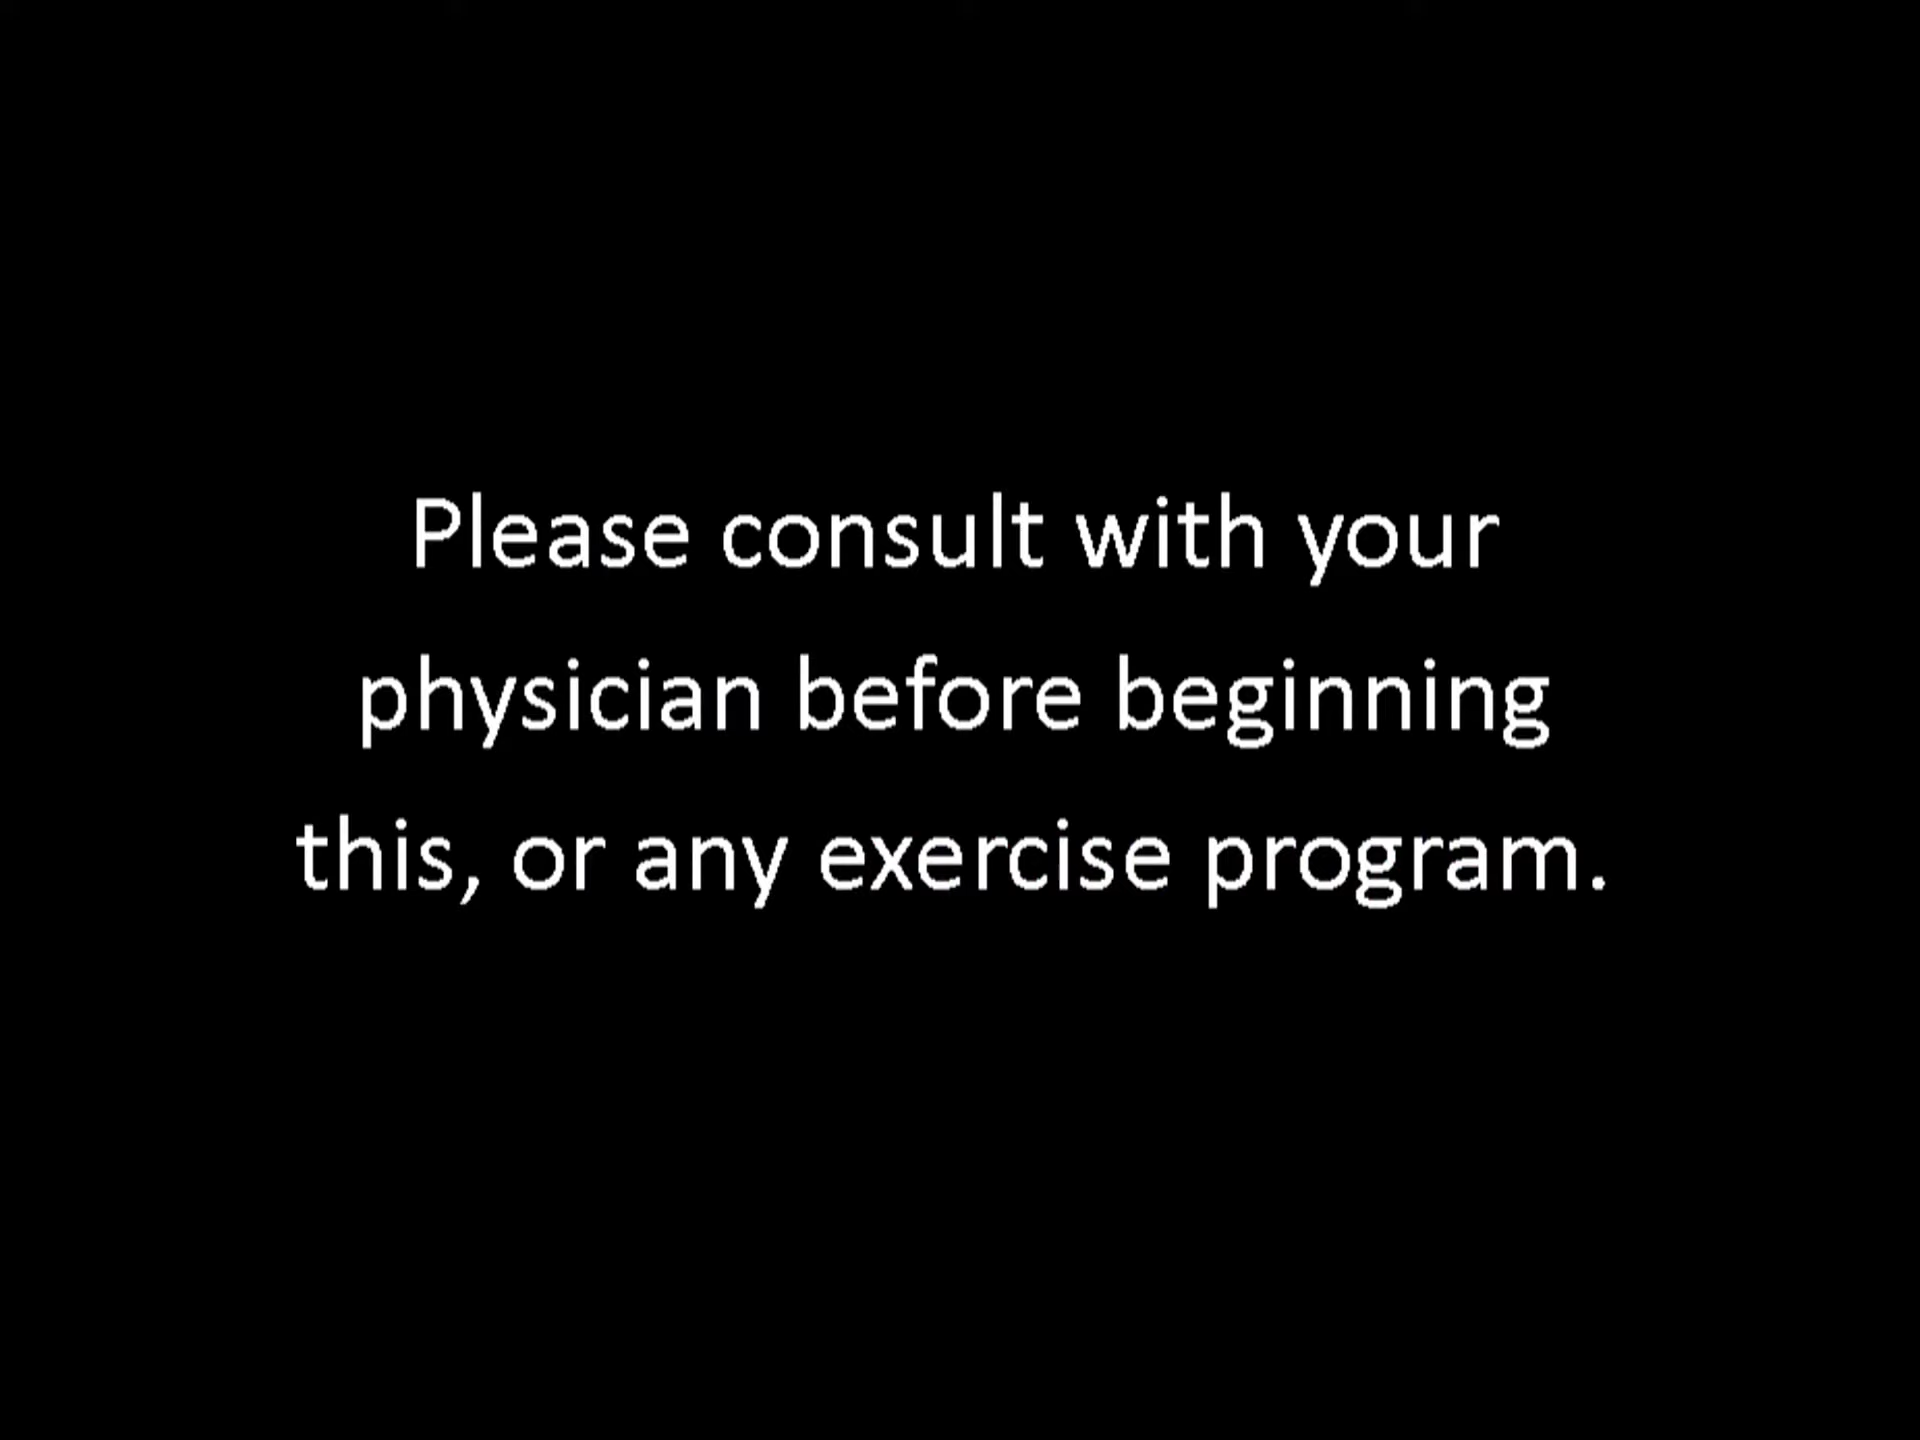 Please consult with your
physician before beginning
this, or any exercise program.